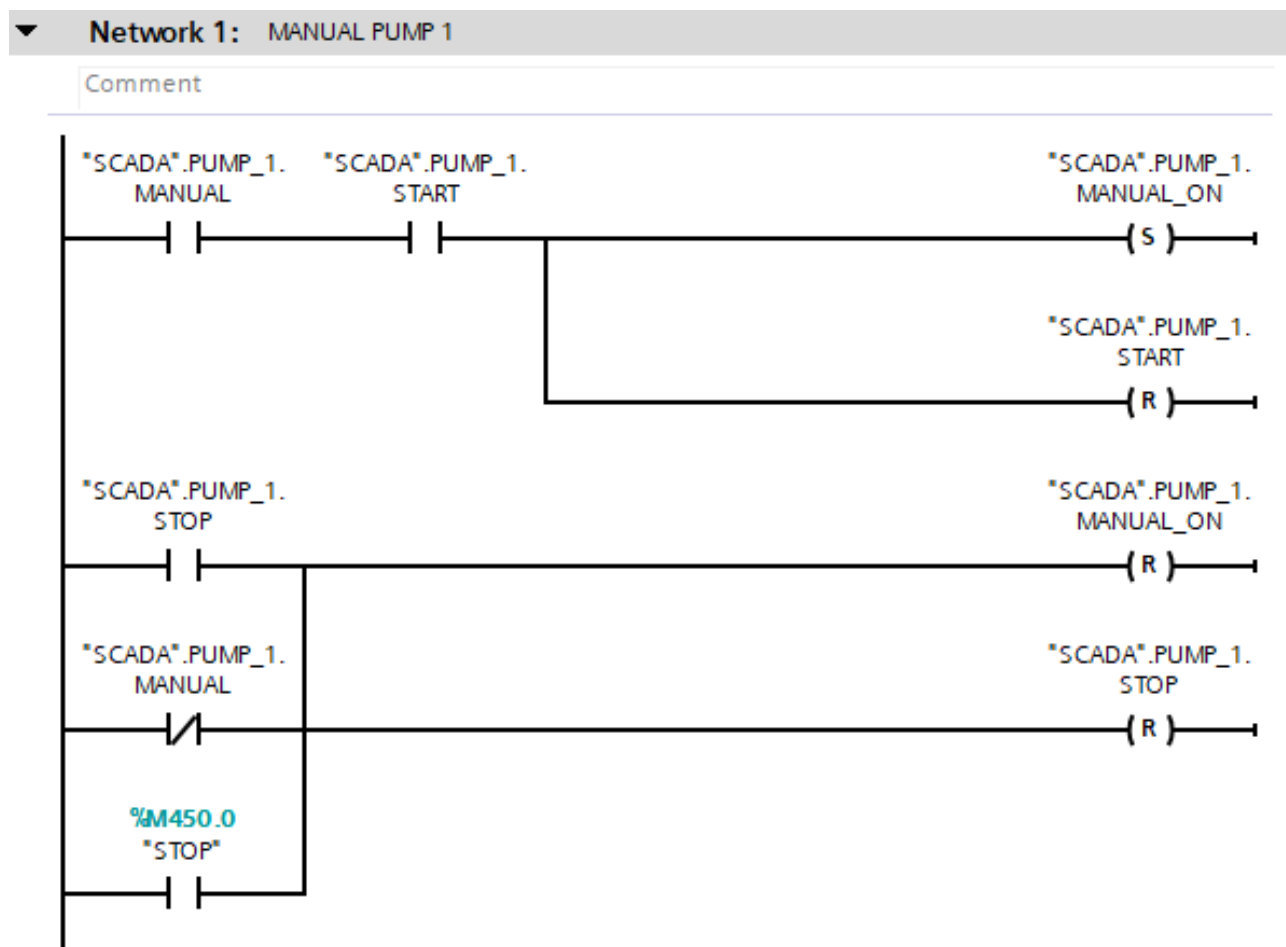 Network 1: MANUAL PUMP 1
Comment
"SCADA".PUMP_1. "SCADA".PUMP_1. "SCADA".PUMP_1.
MANUAL START MANUAL_ON
S
"SCADA".PUMP_1.
START
R
"SCADA".PUMP_1. "SCADA".PUMP_1.
STOP MANUAL_ON
R
"SCADA".PUMP_1. "SCADA".PUMP_1.
MANUAL STOP
R
%M450.0
"STOP"